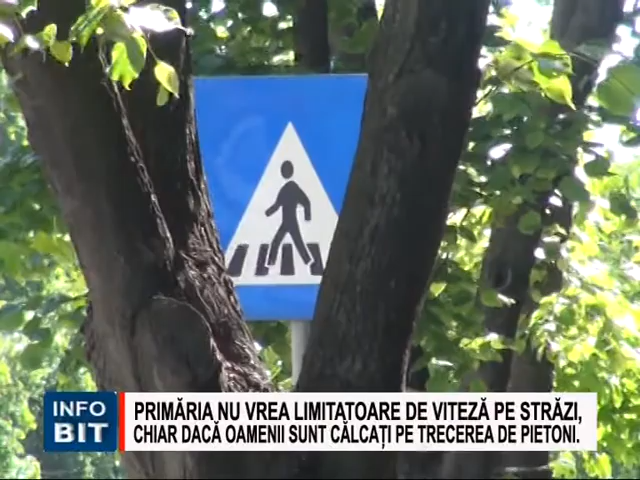 INFO
BIT
PRIMĂRIA NU VREA LIMITATOARE DE VITEZĂ PE STRĂZI,
CHIAR DACĂ OAMENII SUNT CĂLCAȚI PE TRECEREA DE PIETONI.